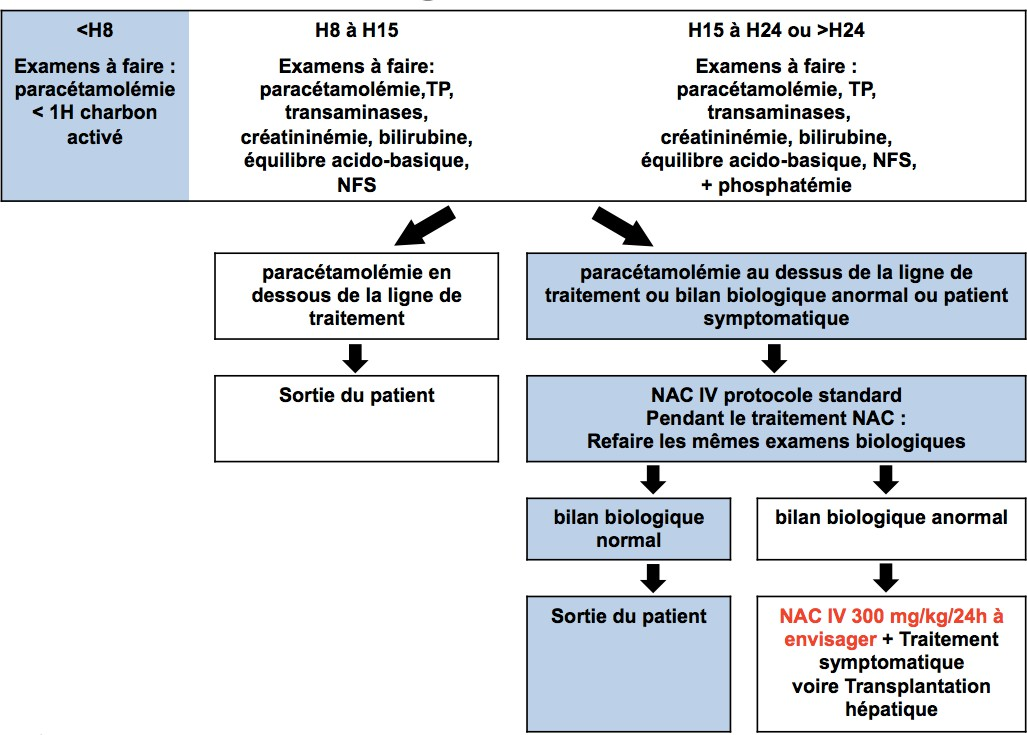 <H8
Examens à faire :
paracétamolémie
< 1H charbon
activé
H8 à H15
Examens à faire:
paracétamolémie,TP,
transaminases,
créatininémie, bilirubine,
équilibre acido-basique,
NFS
H15 à H24 ou >H24
Examens à faire :
paracétamolémie, TP,
transaminases,
créatininémie, bilirubine,
équilibre acido-basique, NFS,
+ phosphatémie
paracétamolémie en
dessous de la ligne de
traitement
paracétamolémie au dessus de la ligne de
traitement ou bilan biologique anormal ou patient
symptomatique
Sortie du patient
NAC IV protocole standard
Pendant le traitement NAC :
Refaire les mêmes examens biologiques
bilan biologique
normal
bilan biologique anormal
Sortie du patient
NAC IV 300 mg/kg/24h à
envisager + Traitement
symptomatique
voire Transplantation
hépatique